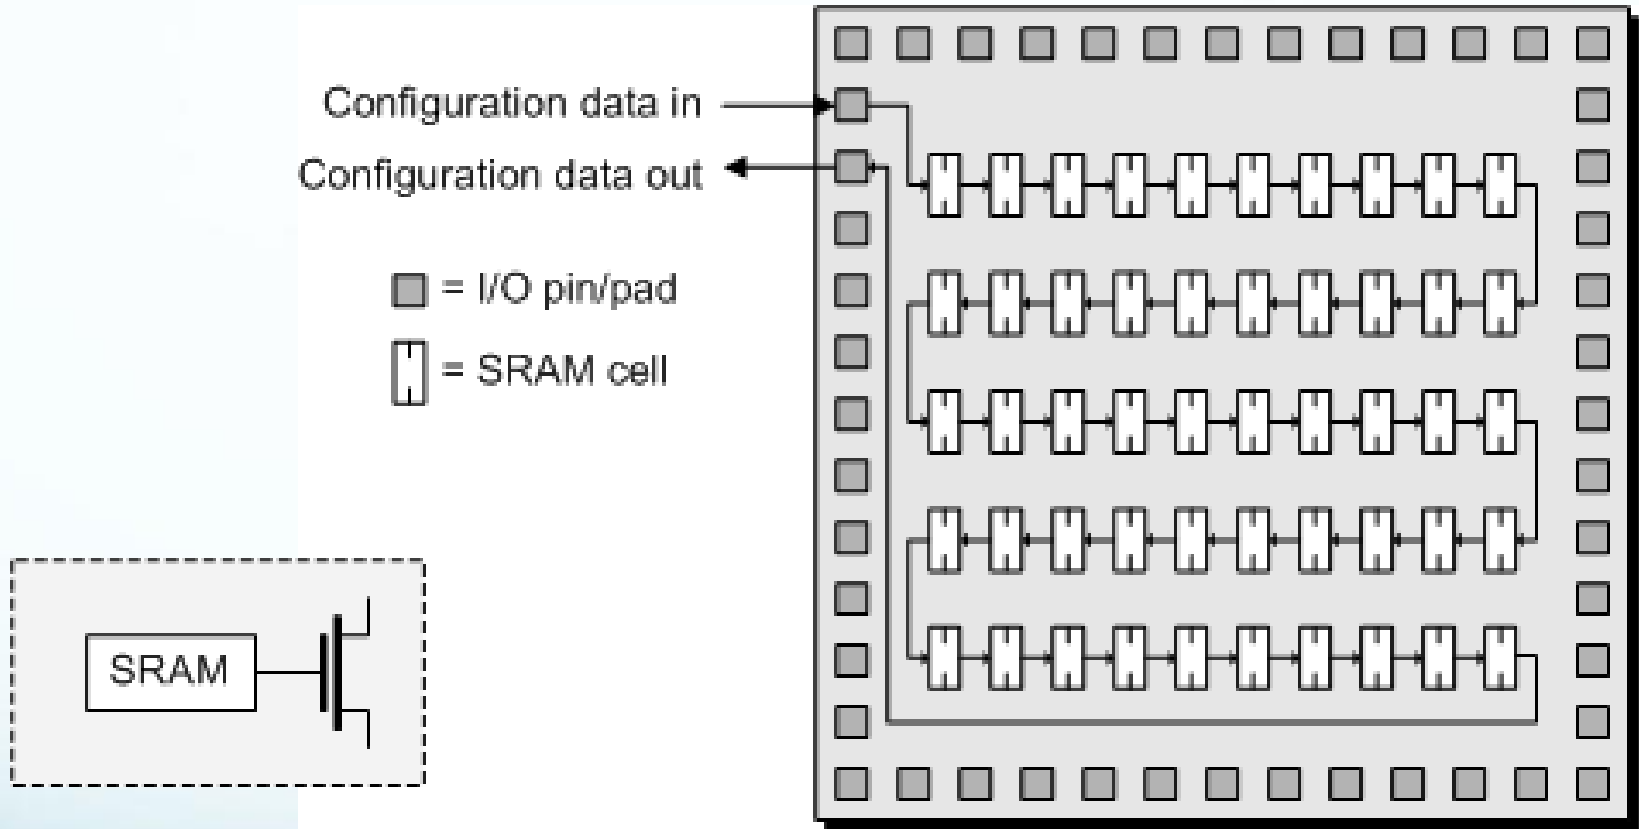 Configuration data in
Configuration data out
= I/O pin/pad
= SRAM cell
SRAM